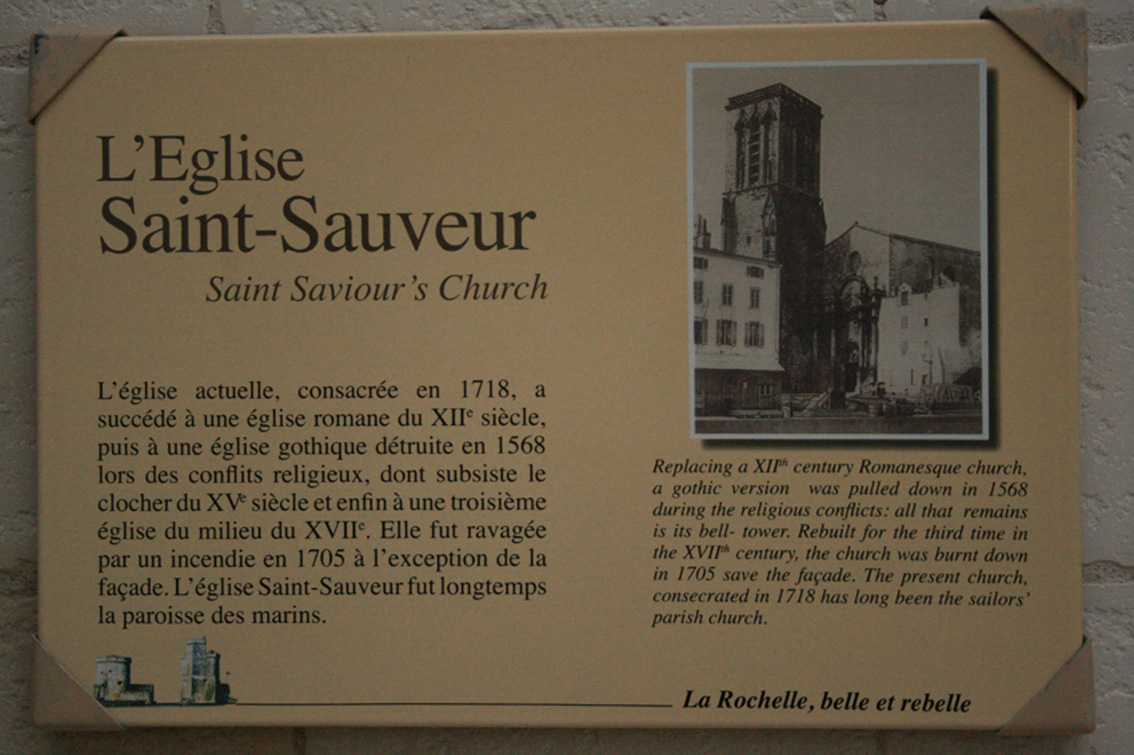 L'Eglise
Saint-Sauveur
Saint Saviour's Church
L'église actuelle, consacrée en 1718, a
succédé à une église romane du XIIe siècle,
puis à une église gothique détruite en 1568
lors des conflits religieux, dont subsiste le
clocher du XVe siècle et enfin à une troisième
église du milieu du XVIIe. Elle fut ravagée
par un incendie en 1705 à l'exception de la
façade. L'église Saint-Sauveur fut longtemps
la paroisse des marins.
Replacing a XIIth century Romanesque church,
a gothic version was pulled down in 1568
during the religious conflicts: all that remains
is its bell- tower. Rebuilt for the third time in
the XVIIth century, the church was burnt down
in 1705 save the façade. The present church,
consecrated in 1718 has long been the sailors'
parish church.
La Rochelle, belle et rebelle